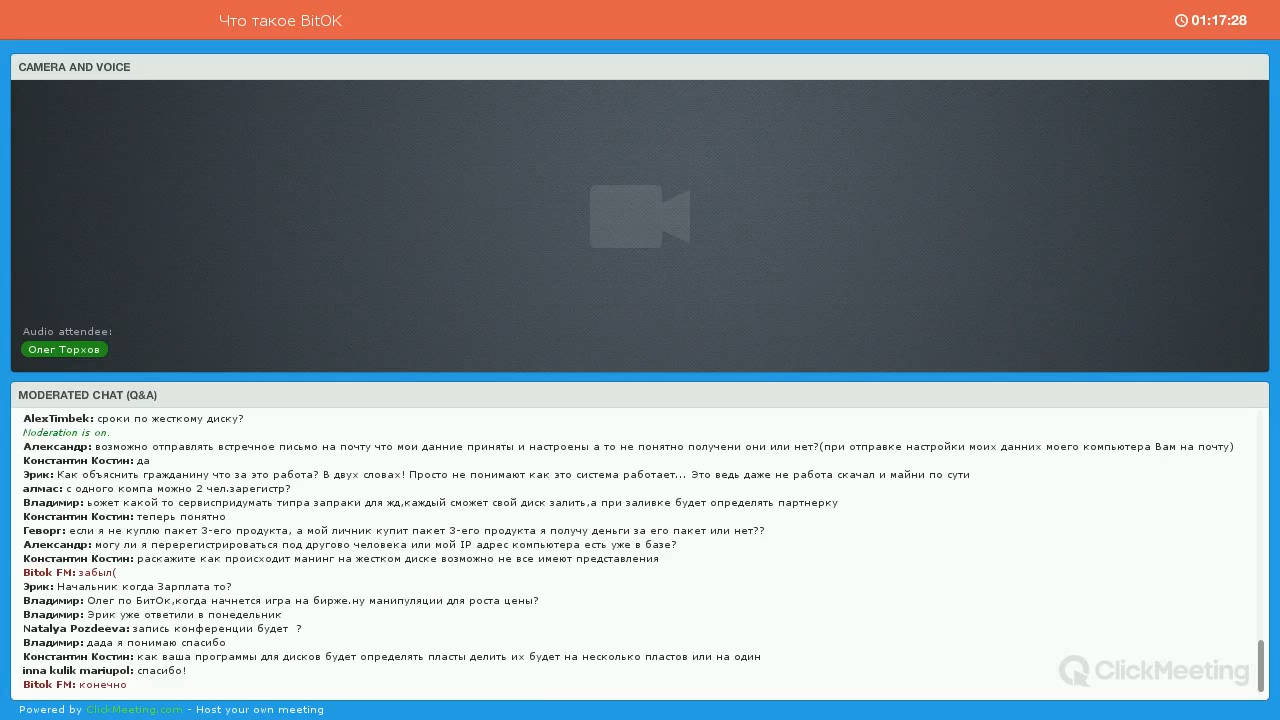 Что такое BitOK
01:17:28
CAMERA AND VOICE
Audio attendee:
Олег Торхов
MODERATED CHAT (Q&A)
AlexTimbek: сроки по жесткому диску?
Moderation is on.
Александр: возможно отправлять встречное письмо на почту что мои данние приняты и настроены а то не понятно получени они или нет?(при отправке настройки моих данних моего компьютера Вам на почту)
Константин Костин: да
Эрик: Как объяснить гражданину что за это работа? В двух словах! Просто не понимают как это система работает... Это ведь даже не работа скачал и майни по сути
алмас: с одного компа можно 2 чел.зарегистр?
Владимир: ьожет какой то сервиспридумать типра запраки для жд,каждый сможет свой диск залить,а при заливке будет определять партнерку
Константин Костин: теперь понятно
Геворг: если я не куплю пакет 3-его продукта, а мой личник купит пакет 3-его продукта я получу деньги за его пакет или нет??
Александр: могу ли я перерегистрироваться под другово человека или мой IP адрес компьютера есть уже в базе?
Константин Костин: раскажите как происходит манинг на жестком диске возможно не все имеют представления
Bitok FM: забыл(
Эрик: Начальник когда Зарплата то?
Владимир: Олег по БитОк,когда начнется игра на бирже.ну манипуляции для роста цены?
Владимир: Эрик уже ответили в понедельник
Natalya Pozdeeva: запись конференции будет  ?
Владимир: дада я понимаю спасибо
Константин Костин: как ваша программы для дисков будет определять пласты делить их будет на несколько пластов или на один
inna kulik mariupol: спасибо!
Bitok FM: конечно
ClickMeeting
Powered by ClickMeeting.com - Host your own meeting